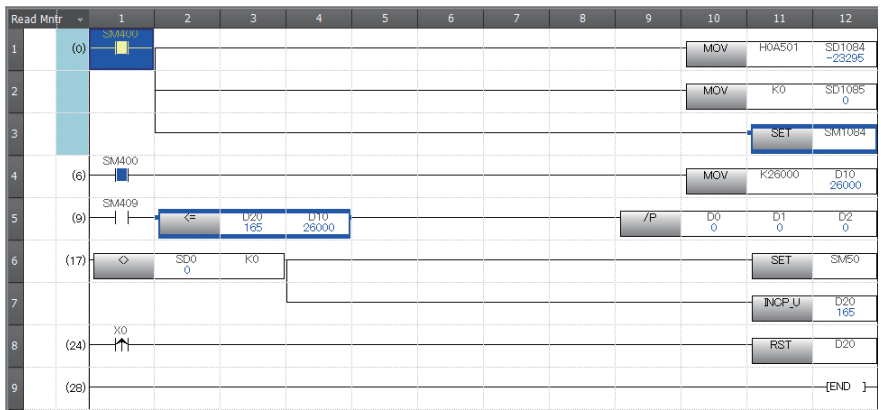 Read Mntr 1 2 3 4 5 6 7 8 9 10 11 12
1 (0) SM400 MOV H0A501 SD1084
-23295
2 MOV K0 SD1085
0
3 SET SM1084
4 (6) SM400 MOV K26000 D10
26000
5 (9) SM409 <= D20 D10 /P D0 D1 D2
165 26000 0 0 0
6 (17) <> SD0 K0 SET SM50
0
7 INCP_U D20
165
8 (24) X0 RST D20
9 (28) [END ]